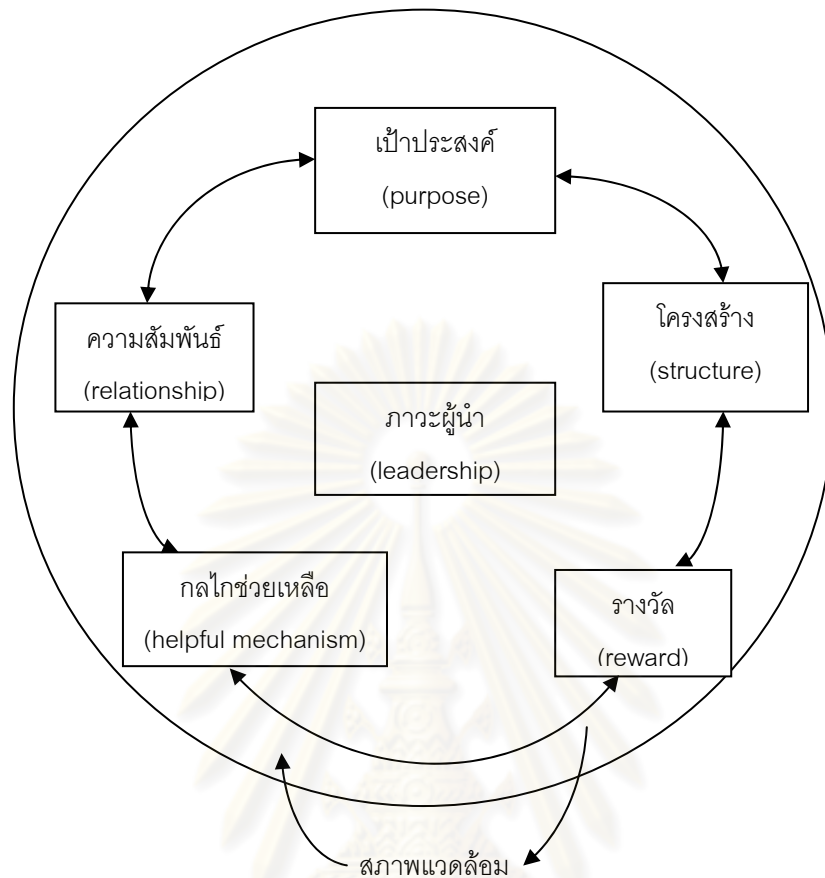 เป้าประสงค์
(purpose)
ความสัมพันธ์
(relationship)
โครงสร้าง
(structure)
ภาวะผู้นำ
(leadership)
กลไกช่วยเหลือ
(helpful mechanism)
รางวัล
(reward)
สภาพแวดล้อม